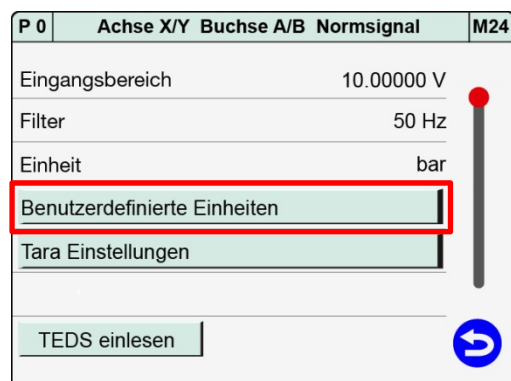 P 0 Achse X/Y Buchse A/B Normsignal M24
Eingangsbereich 10.00000 V
Filter 50 Hz
Einheit bar
Benutzerdefinierte Einheiten
Tara Einstellungen
TEDS einlesen